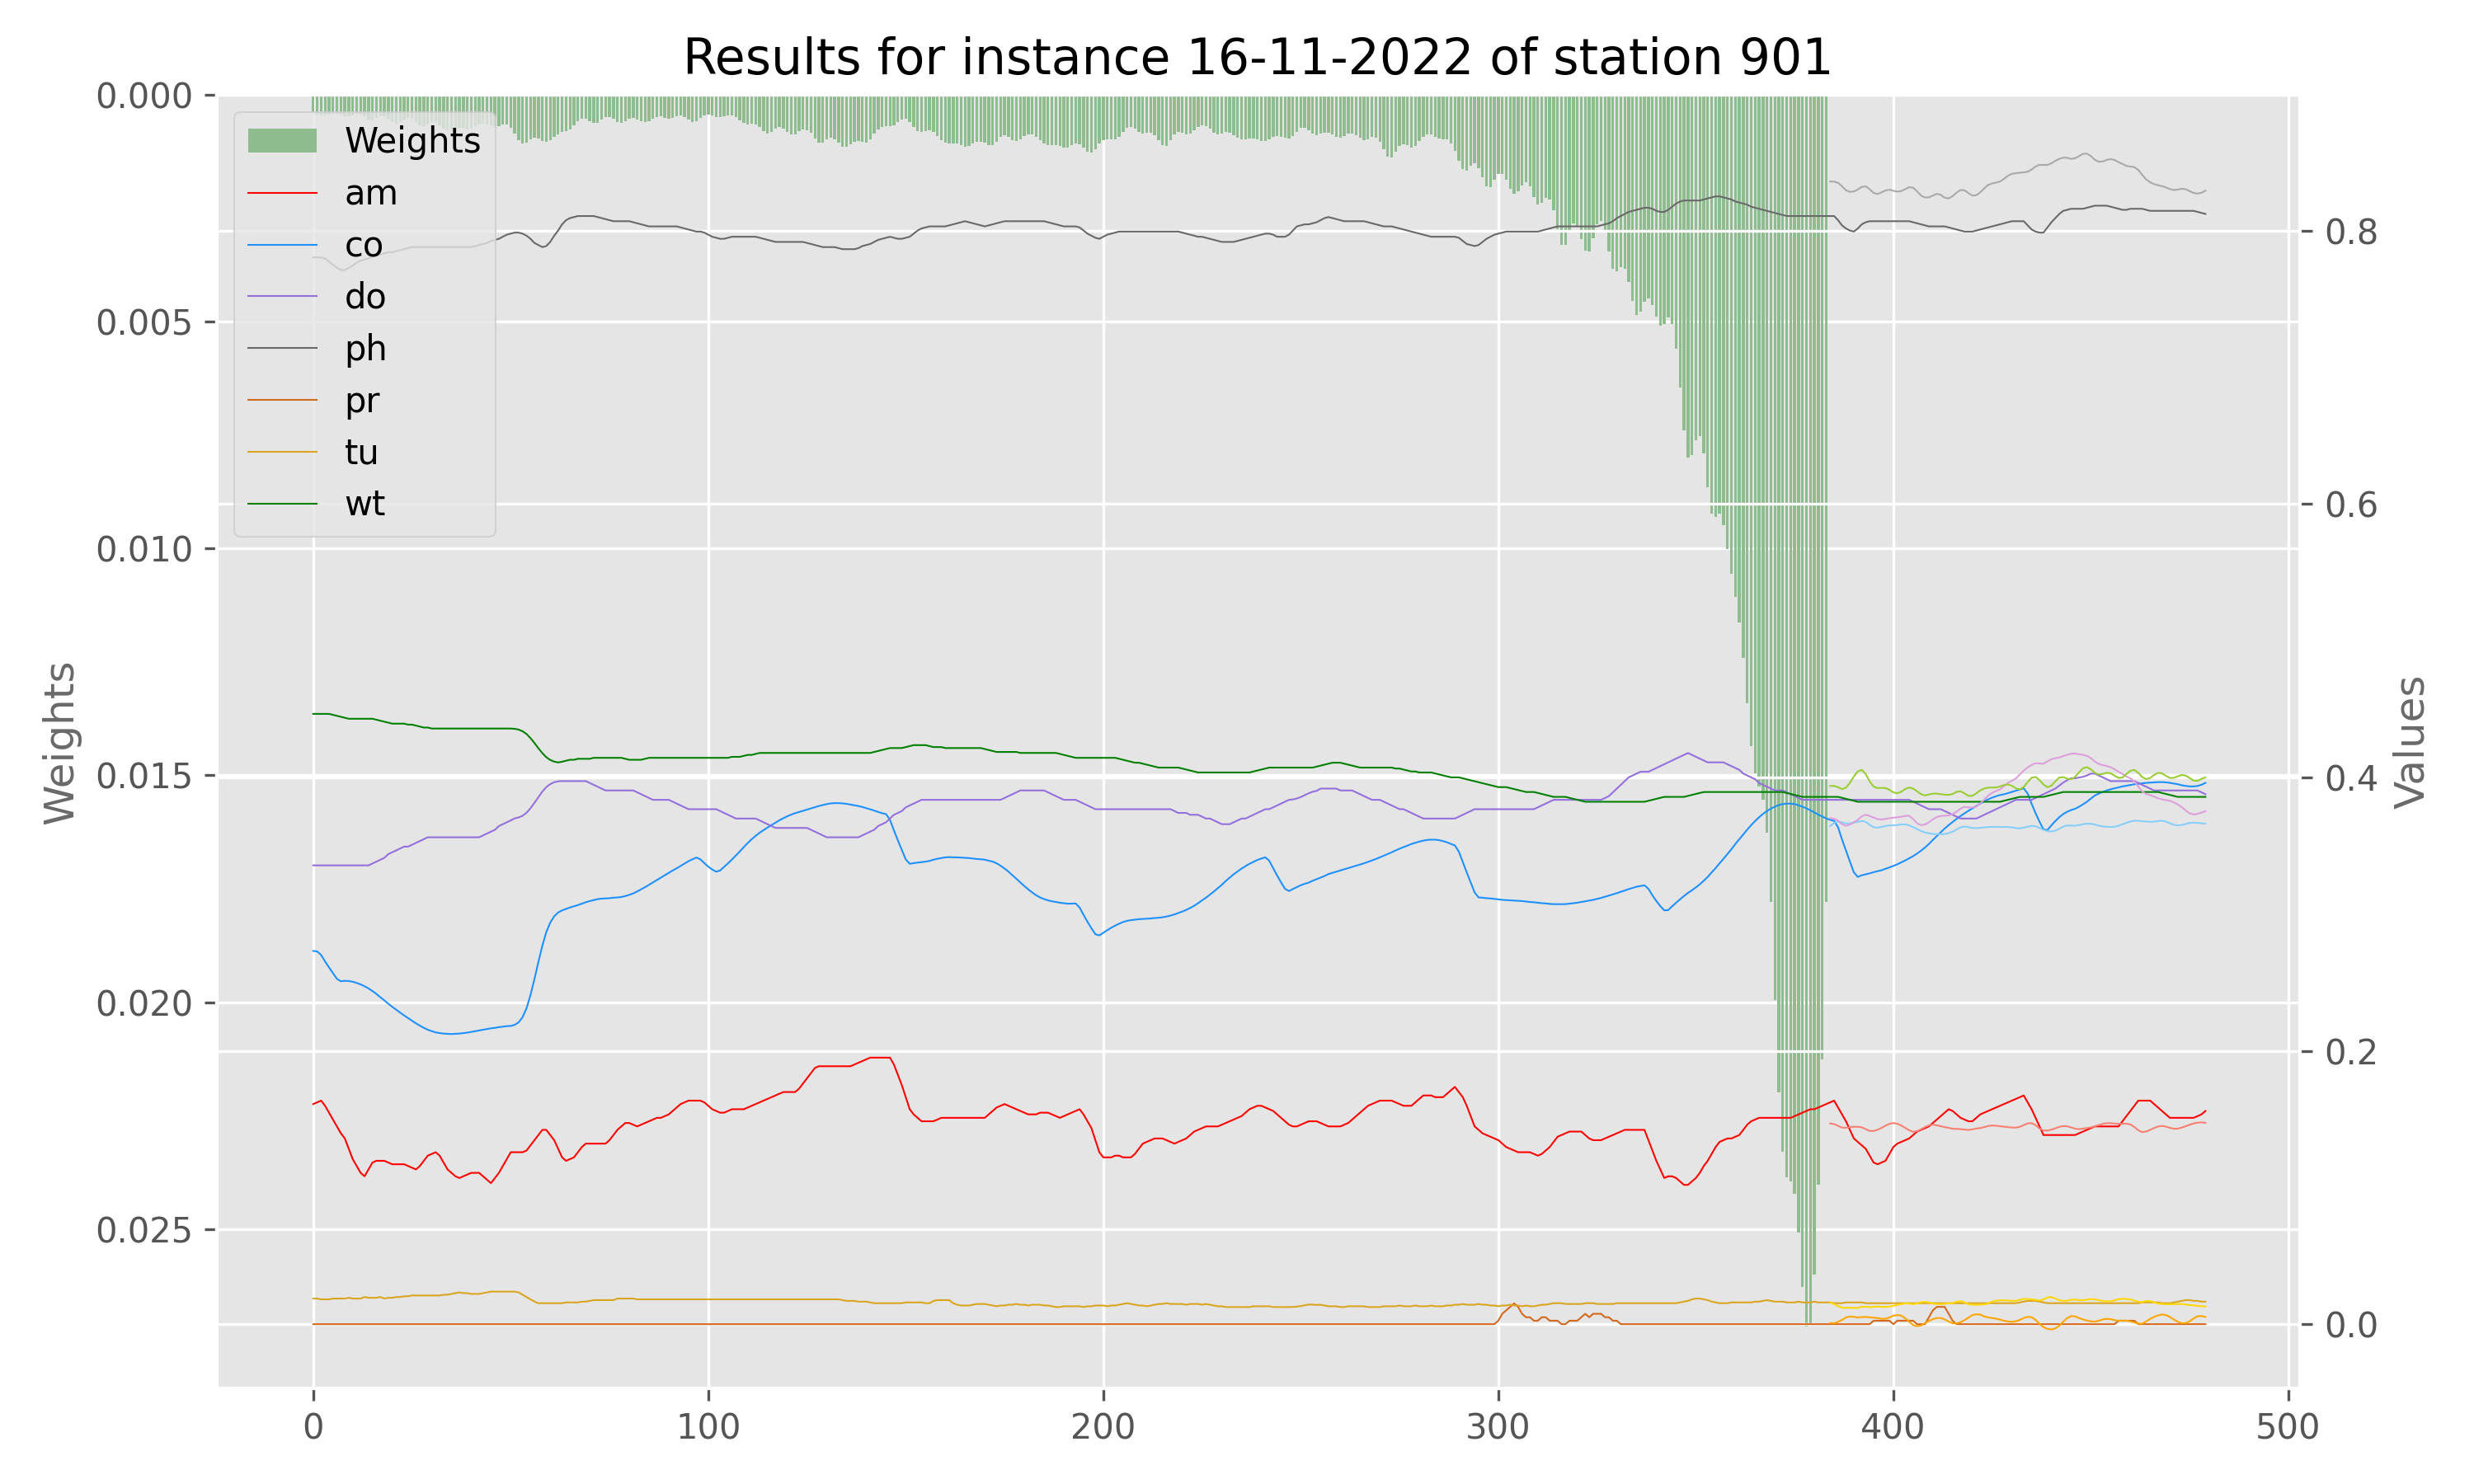 Results for instance 16-11-2022 of station 901
0.000
0.005
0.010
0.015
0.020
0.025
Weights
Weights
am
co
do
ph
pr
tu
wt
0.8
0.6
0.4
0.2
0.0
Values
0
100
200
300
400
500